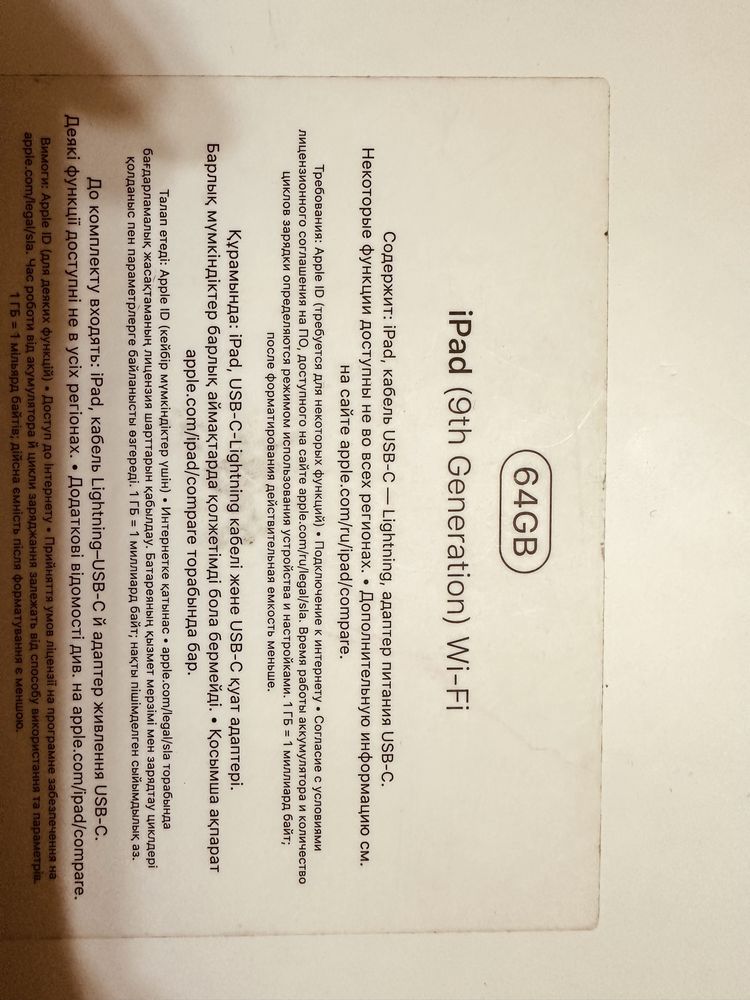 64GB
iPad (9th Generation) Wi-Fi
Содержит: iPad, кабель USB-C — Lightning, адаптер питания USB-C.
Некоторые функции доступны не во всех регионах. • Дополнительную информацию см.
на сайте apple.com/ru/ipad/compare.
Требования: Apple ID (требуется для некоторых функций) • Подключение к интернету • Согласие с условиями
лицензионного соглашения на ПО, доступного на сайте apple.com/ru/legal/sla. Время работы аккумулятора и количество
циклов зарядки определяются режимом использования устройства и настройками. 1 ГБ = 1 миллиард байт;
после форматирования действительная емкость меньше.
Құрамында: iPad, USB-C-Lightning кабелі және USB-C қуат адаптері.
Барлық мүмкіндіктер барлық аймақтарда қолжетімді бола бермейді. • Қосымша ақпарат
apple.com/ipad/compare торабында бар.
Талап етеді: Apple ID (кейбір мүмкіндіктер үшін) • Интернетке қатынас • apple.com/legal/sla торабында
бағдарламалық жасақтаманың лицензия шарттарын қабылдау. Батареяның қызмет мерзімі мен зарядтау циклдері
қолданыс пен параметрлерге байланысты өзгереді. 1 ГБ = 1 миллиард байт; нақты пішімделген сыйымдылық аз.
До комплекту входять: iPad, кабель Lightning–USB-C й адаптер живлення USB-C.
Деякі функції доступні не в усіх регіонах. • Додаткові відомості див. на apple.com/ipad/compare.
Вимоги: Apple ID (для деяких функцій) • Доступ до Інтернету • Прийняття умов ліцензії на програмне забезпечення на
apple.com/legal/sla. Час роботи від акумулятора й цикли заряджання залежать від способу використання та параметрів.
1 ГБ = 1 мільярд байтів; дійсна ємність після форматування є меншою.